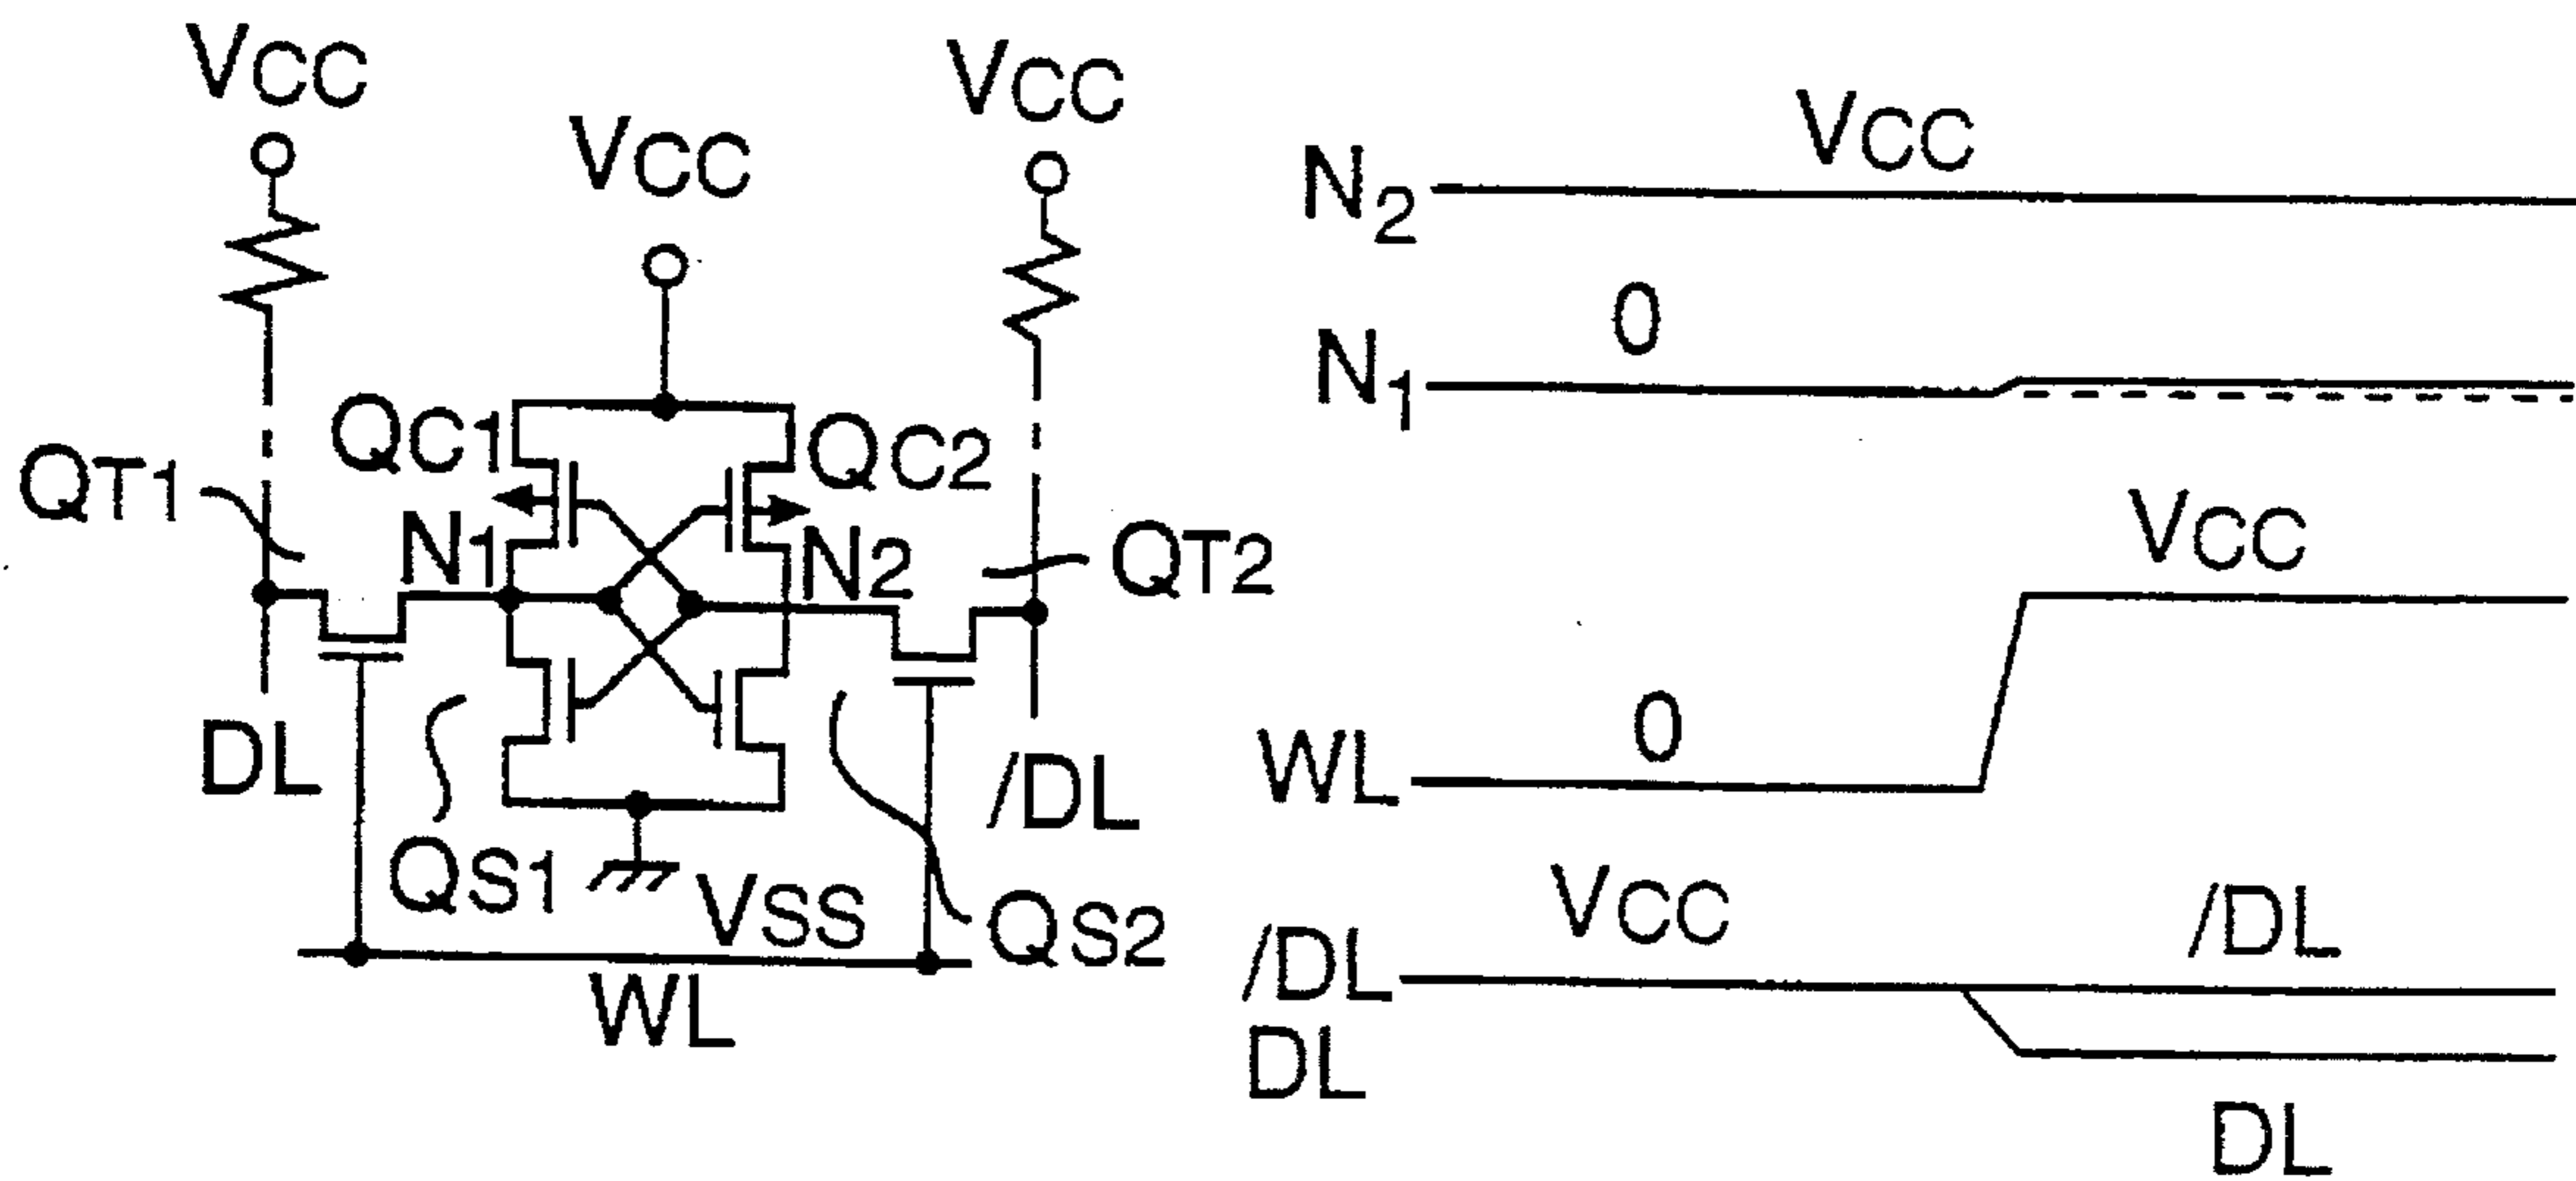 VCC
VCC
VCC
QC1
QC2
QT1
N1
N2
QT2
DL
/DL
QS1
VSS
QS2
WL
VCC
N2
0
N1
VCC
0
WL
VCC
/DL
/DL
DL
DL